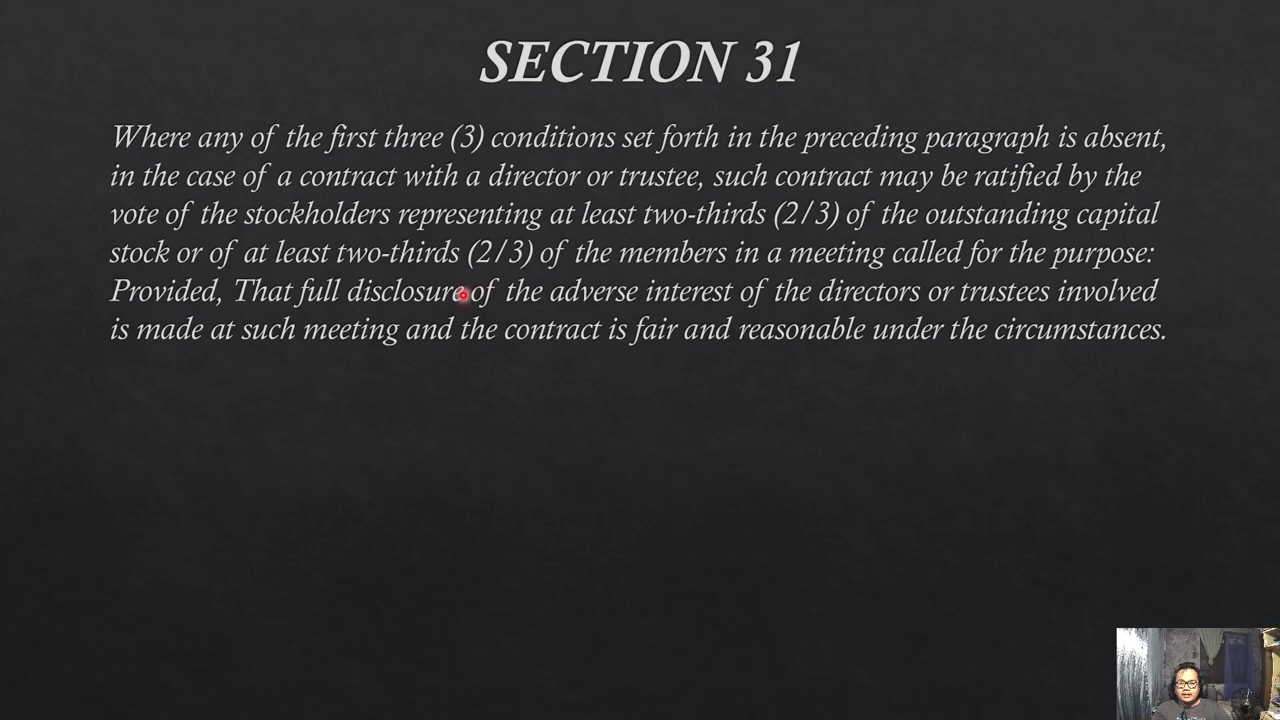 SECTION 31
Where any of the first three (3) conditions set forth in the preceding paragraph is absent,
in the case of a contract with a director or trustee, such contract may be ratified by the
vote of the stockholders representing at least two-thirds (2/3) of the outstanding capital
stock or of at least two-thirds (2/3) of the members in a meeting called for the purpose:
Provided, That full disclosure of the adverse interest of the directors or trustees involved
is made at such meeting and the contract is fair and reasonable under the circumstances.